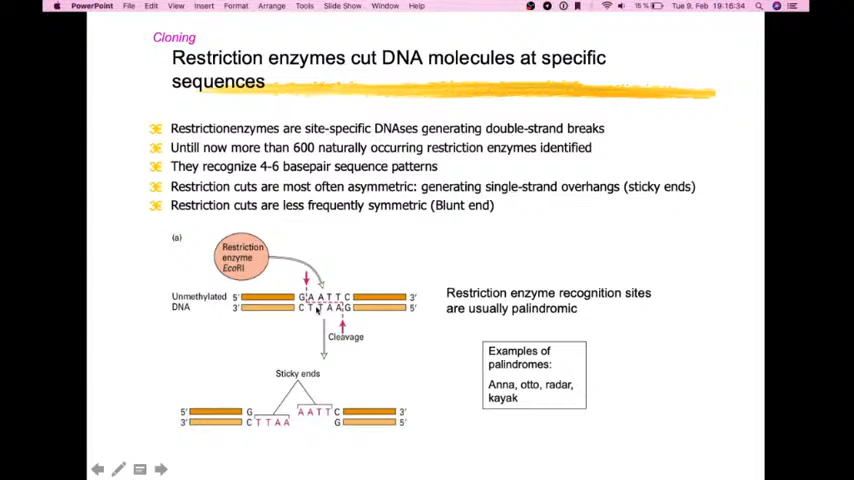 PowerPoint File Edit View Insert Format Arrange Tools Slide Show Window Help 15 % Tue 9. Feb 19:16:34
Cloning
Restriction enzymes cut DNA molecules at specific
sequences
Restrictionenzymes are site-specific DNAses generating double-strand breaks
Untill now more than 600 naturally occurring restriction enzymes identified
They recognize 4-6 basepair sequence patterns
Restriction cuts are most often asymmetric: generating single-strand overhangs (sticky ends)
Restriction cuts are less frequently symmetric (Blunt end)
(a)
Restriction
enzyme
EcoRI
Unmethylated 5' G A A T T C 3'
DNA 3' C T T A A G 5'
Cleavage
Sticky ends
5' G A A T T C 3'
3' C T T A A G 5'
Restriction enzyme recognition sites
are usually palindromic
Examples of
palindromes:
Anna, otto, radar,
kayak